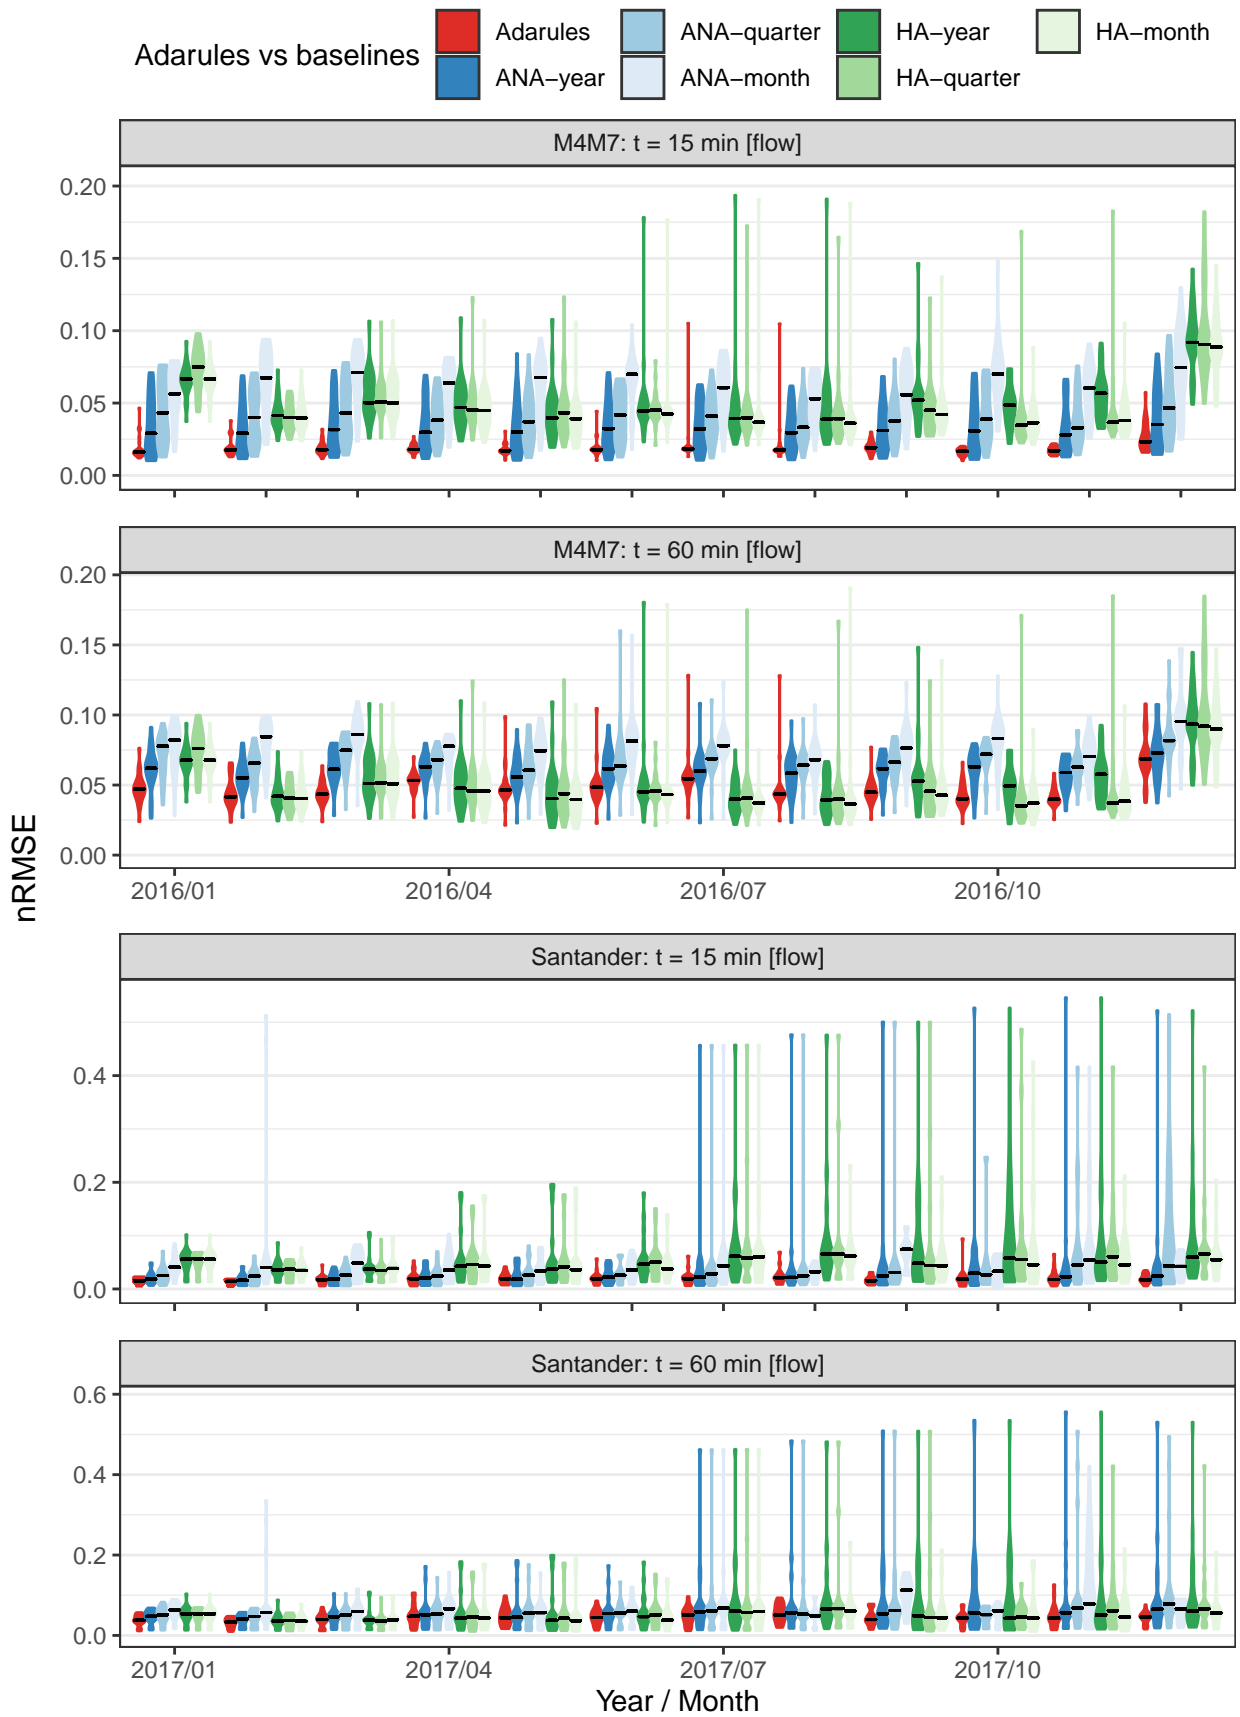 Adarules vs baselines
Adarules
ANA−quarter
HA−year
HA−month
ANA−year
ANA−month
HA−quarter
M4M7: t = 15 min [flow]
0.20
0.15
0.10
0.05
0.00
M4M7: t = 60 min [flow]
0.20
0.15
0.10
0.05
0.00
2016/01
2016/04
2016/07
2016/10
nRMSE
Santander: t = 15 min [flow]
0.4
0.2
0.0
Santander: t = 60 min [flow]
0.6
0.4
0.2
0.0
2017/01
2017/04
2017/07
2017/10
Year / Month